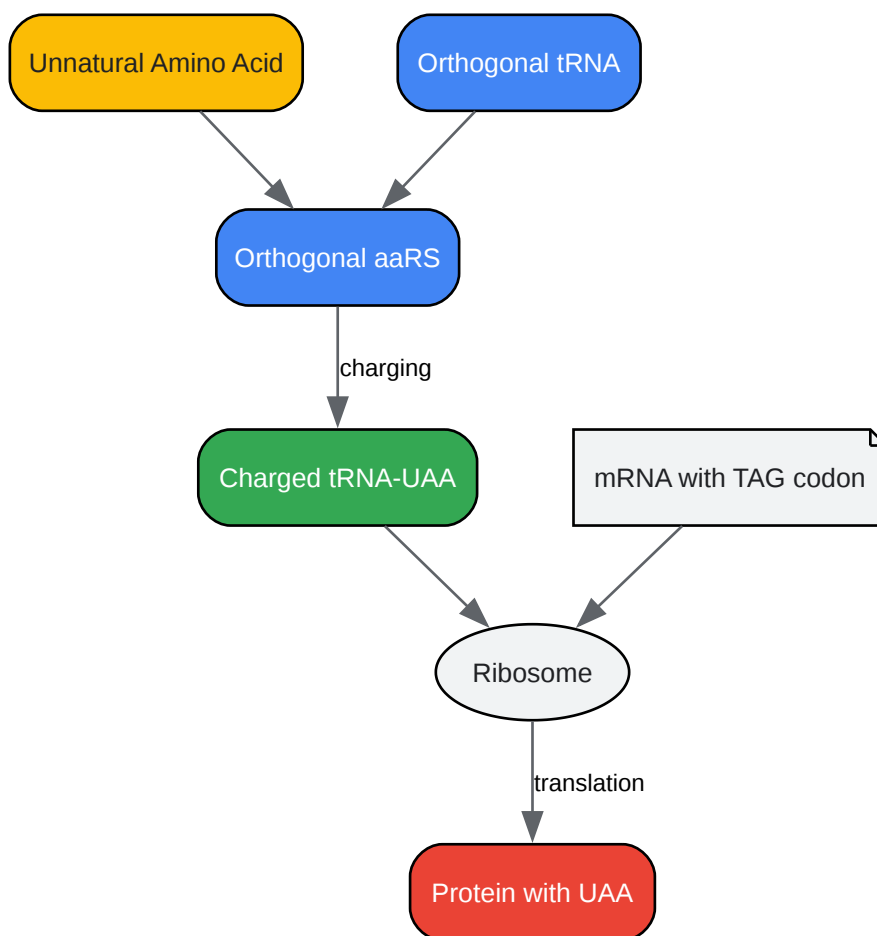 Unnatural Amino Acid
Orthogonal tRNA
Orthogonal aaRS
charging
Charged tRNA-UAA
mRNA with TAG codon
Ribosome
translation
Protein with UAA